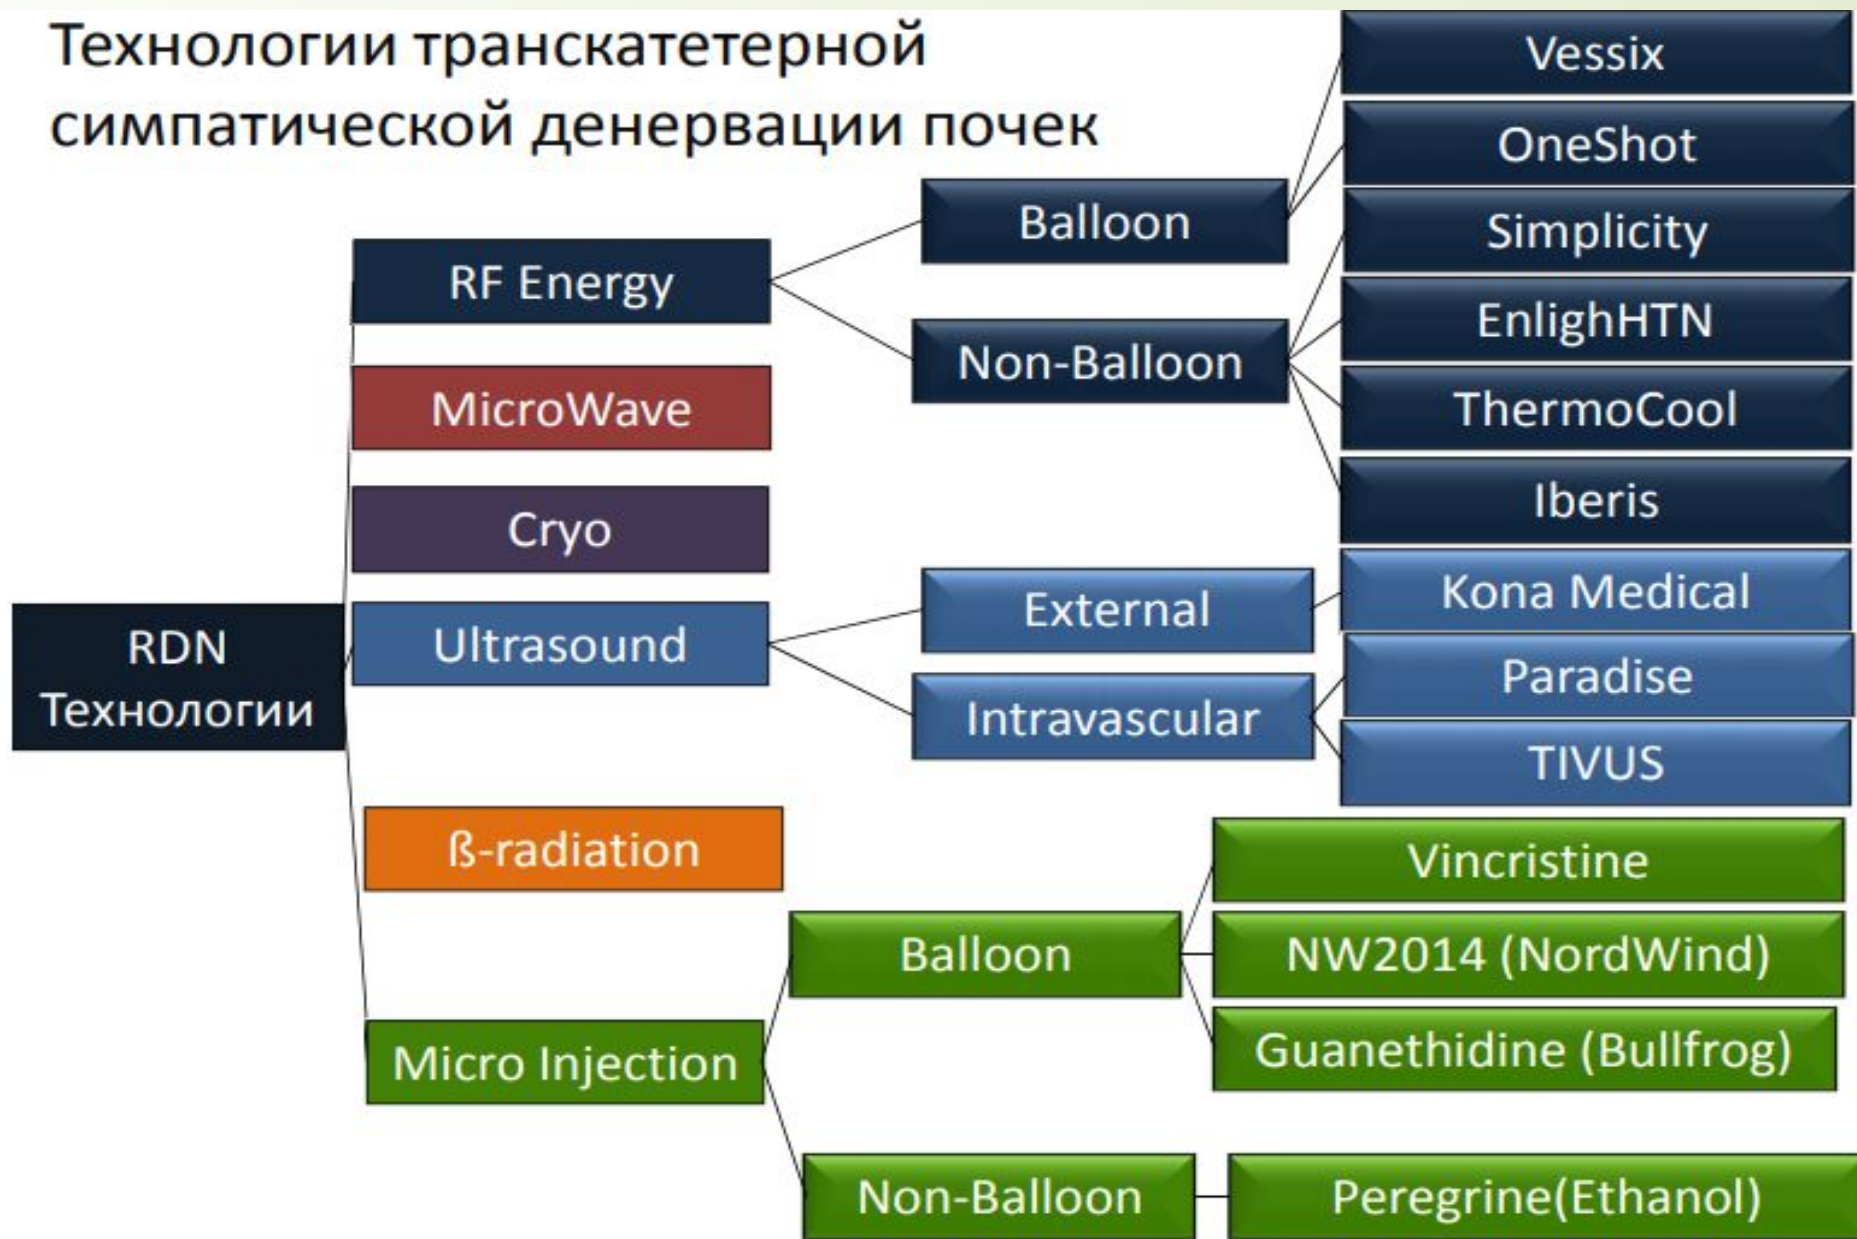 Технологии транскатетерной
симпатической денервации почек
RDN
Технологии
RF Energy
MicroWave
Cryo
Ultrasound
ß-radiation
Micro Injection
Balloon
Non-Balloon
External
Intravascular
Balloon
Non-Balloon
Vessix
OneShot
Simplicity
EnlighHTN
ThermoCool
Iberis
Kona Medical
Paradise
TIVUS
Vincristine
NW2014 (NordWind)
Guanethidine (Bullfrog)
Peregrine(Ethanol)